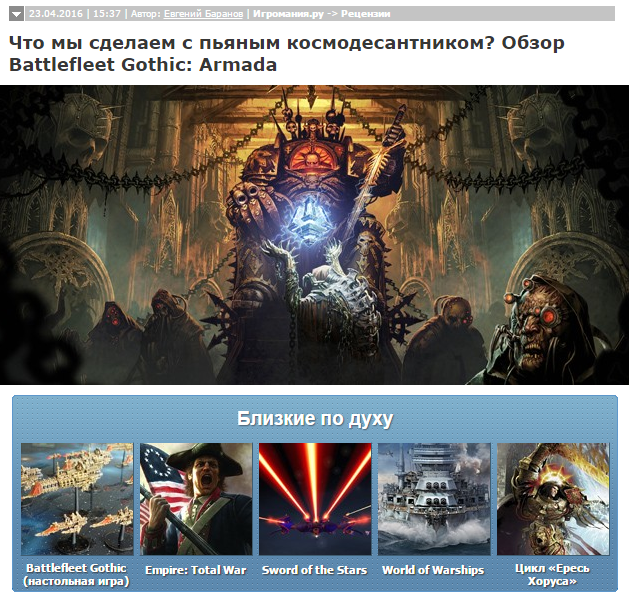 23.04.2016 | 15:37 | Автор: Евгений Баранов | Игромания.ру -> Рецензии
Что мы сделаем с пьяным космодесантником? Обзор
Battlefleet Gothic: Armada
Близкие по духу
Battlefleet Gothic
(настольная игра)
Empire: Total War
Sword of the Stars
World of Warships
Цикл «Ересь
Хоруса»